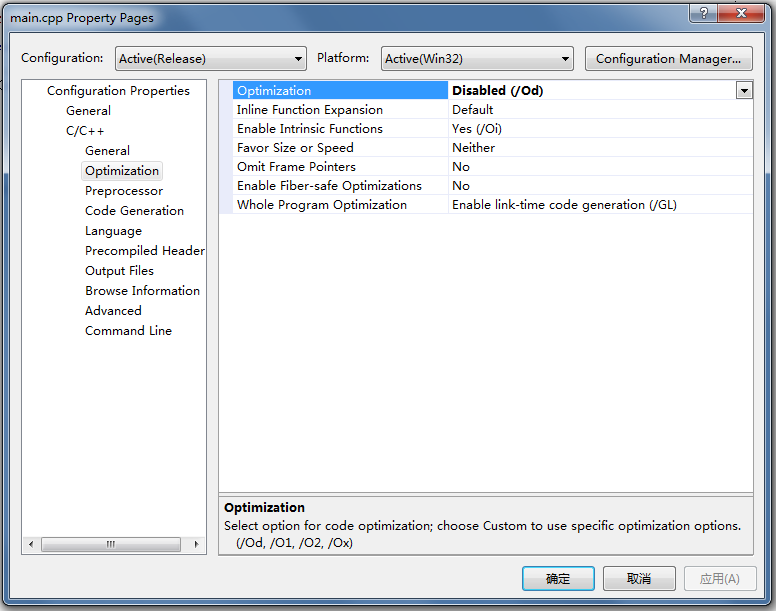 main.cpp Property Pages
?
Configuration: Active(Release) Platform: Active(Win32) Configuration Manager...
Configuration Properties
General
C/C++
General
Optimization
Preprocessor
Code Generation
Language
Precompiled Header
Output Files
Browse Information
Advanced
Command Line
Optimization Disabled (/Od)
Inline Function Expansion Default
Enable Intrinsic Functions Yes (/Oi)
Favor Size or Speed Neither
Omit Frame Pointers No
Enable Fiber-safe Optimizations No
Whole Program Optimization Enable link-time code generation (/GL)
Optimization
Select option for code optimization; choose Custom to use specific optimization options.
(/Od, /O1, /O2, /Ox)
确定 取消 应用(A)